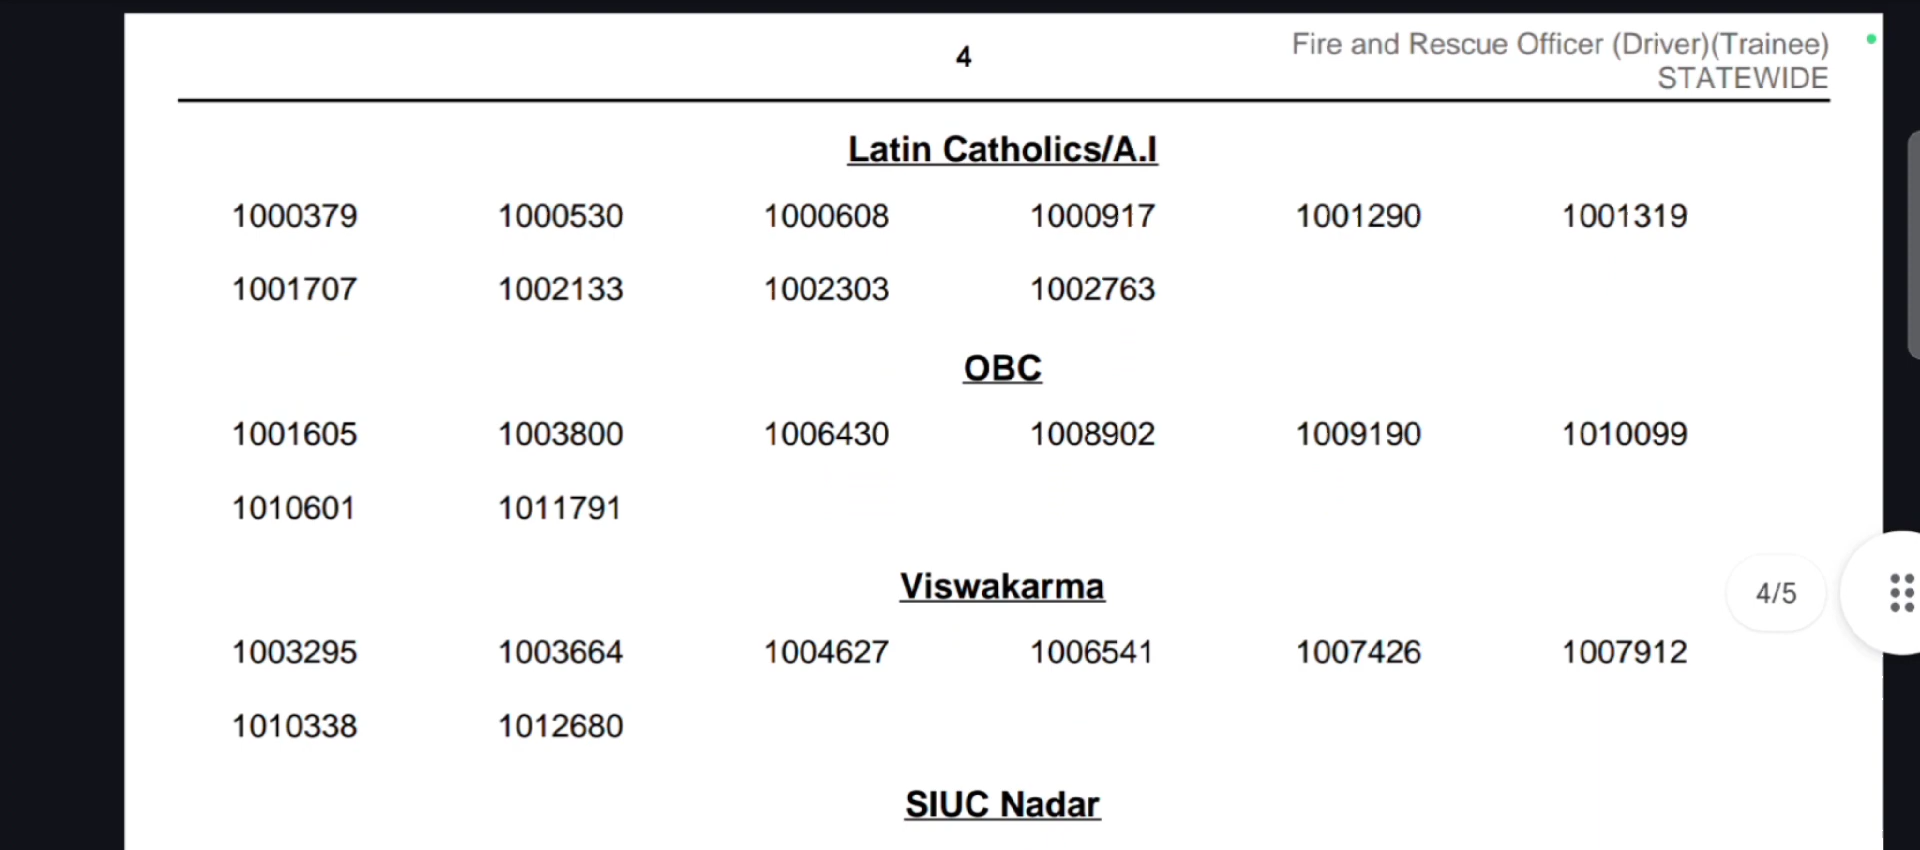 4
Fire and Rescue Officer (Driver)(Trainee)
STATEWIDE
Latin Catholics/A.I
1000379 1000530 1000608 1000917 1001290 1001319
1001707 1002133 1002303 1002763
OBC
1001605 1003800 1006430 1008902 1009190 1010099
1010601 1011791
Viswakarma
4/5
1003295 1003664 1004627 1006541 1007426 1007912
1010338 1012680
SIUC Nadar